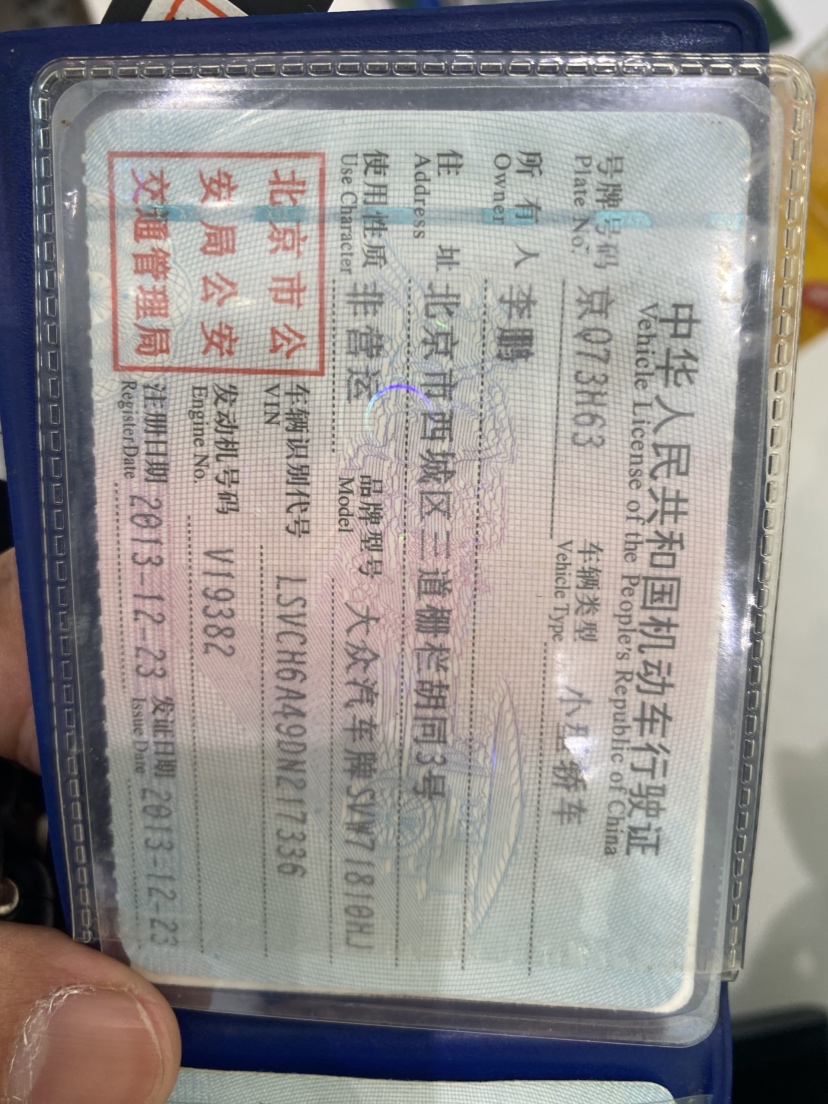 中华人民共和国机动车行驶证
Vehicle License of the People's Republic of China
号牌号码 京Q73H63 车辆类型 小型轿车
Plate No. Vehicle Type
所有人 李鹏
Owner
住址 北京市西城区三道栅栏胡同3号
Address
使用性质 非营运 品牌型号 大众汽车牌SVW71810HJ
Use Character Model
北京市公安局公安交通管理局
车辆识别代号 LSVCH6A49DN217336
VIN
发动机号码 V19382
Engine No.
注册日期 2013-12-23 发证日期 2013-12-23
Register Date Issue Date